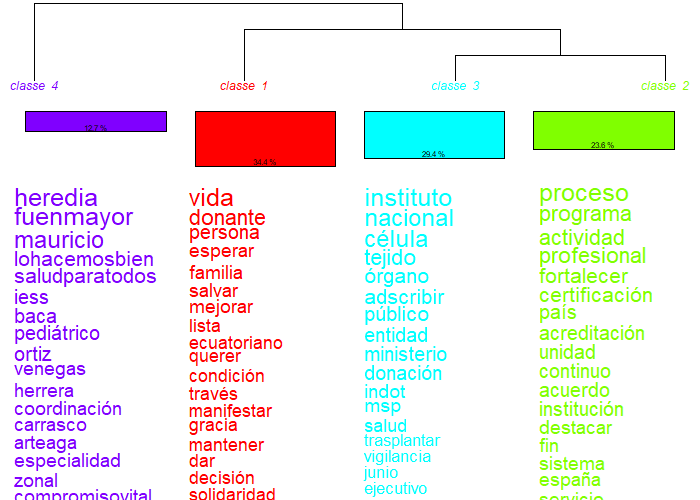 classe 4
classe 1
classe 3
classe 2
12.7 %
34.4 %
29.4 %
23.6 %
heredia
fuenmayor
mauricio
lohacemosbien
saludparatodos
iess
baca
pediátrico
ortiz
venegas
herrera
coordinación
carrasco
arteaga
especialidad
zonal
compromisovital
vida
donante
persona
esperar
familia
salvar
mejorar
lista
ecuatoriano
querer
condición
través
manifestar
gracia
mantener
dar
decisión
solidaridad
instituto
nacional
célula
tejido
órgano
adscribir
público
entidad
ministerio
donación
indot
msp
salud
trasplantar
vigilancia
junio
ejecutivo
proceso
programa
actividad
profesional
fortalecer
certificación
país
acreditación
unidad
continuo
acuerdo
institución
destacar
fin
sistema
españa
servicio